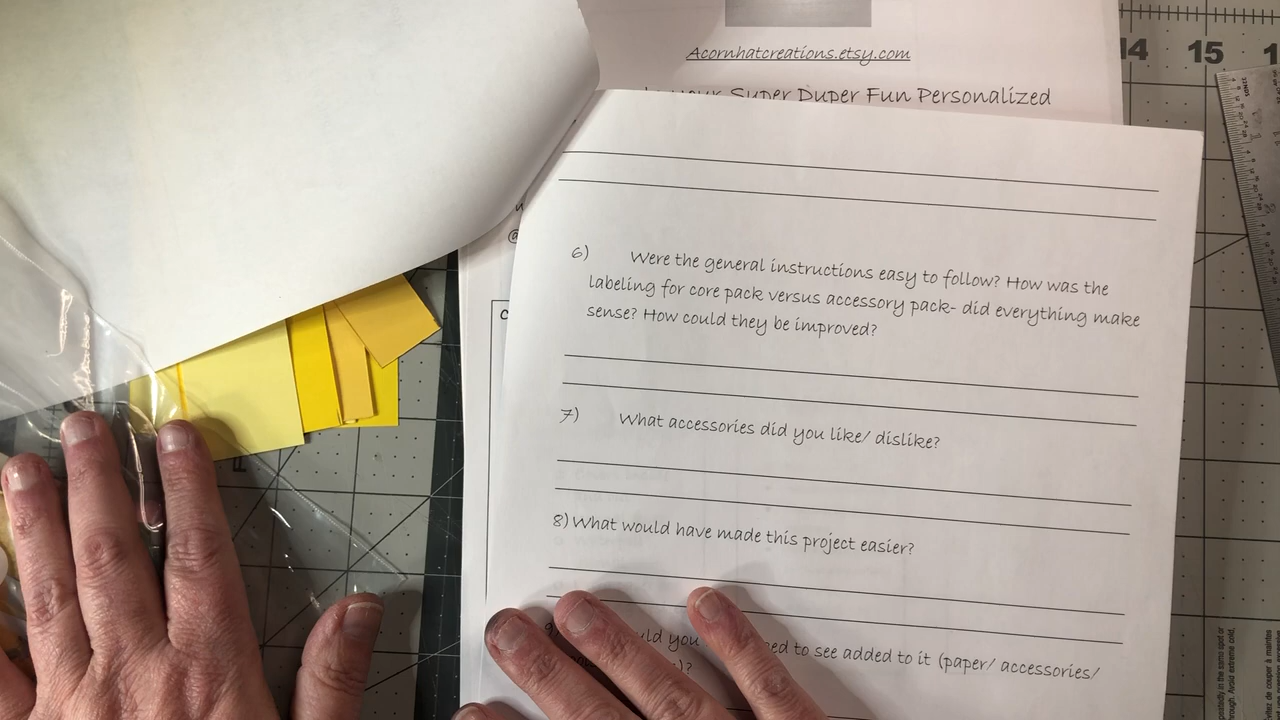 14 15
Acornhatcreations.etsy.com
your Super Duper Fun Personalized
6) Were the general instructions easy to follow? How was the
labeling for core pack versus accessory pack- did everything make
sense? How could they be improved?
7) What accessories did you like/ dislike?
8) What would have made this project easier?
9) you to see added to it (paper/ accessories/